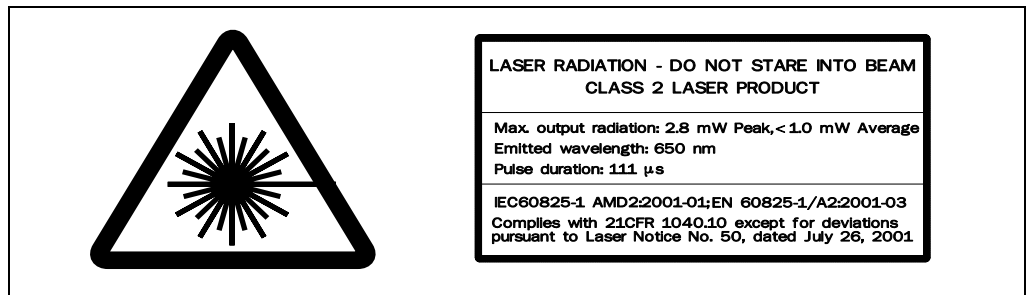 LASER RADIATION - DO NOT STARE INTO BEAM
CLASS 2 LASER PRODUCT
Max. output radiation: 2.8 mW Peak,<1.0 mW Average
Emitted wavelength: 650 nm
Pulse duration: 111 µs
IEC60825-1 AMD2:2001-01;EN 60825-1/A2:2001-03
Complies with 21CFR 1040.10 except for deviations
pursuant to Laser Notice No. 50, dated July 26, 2001